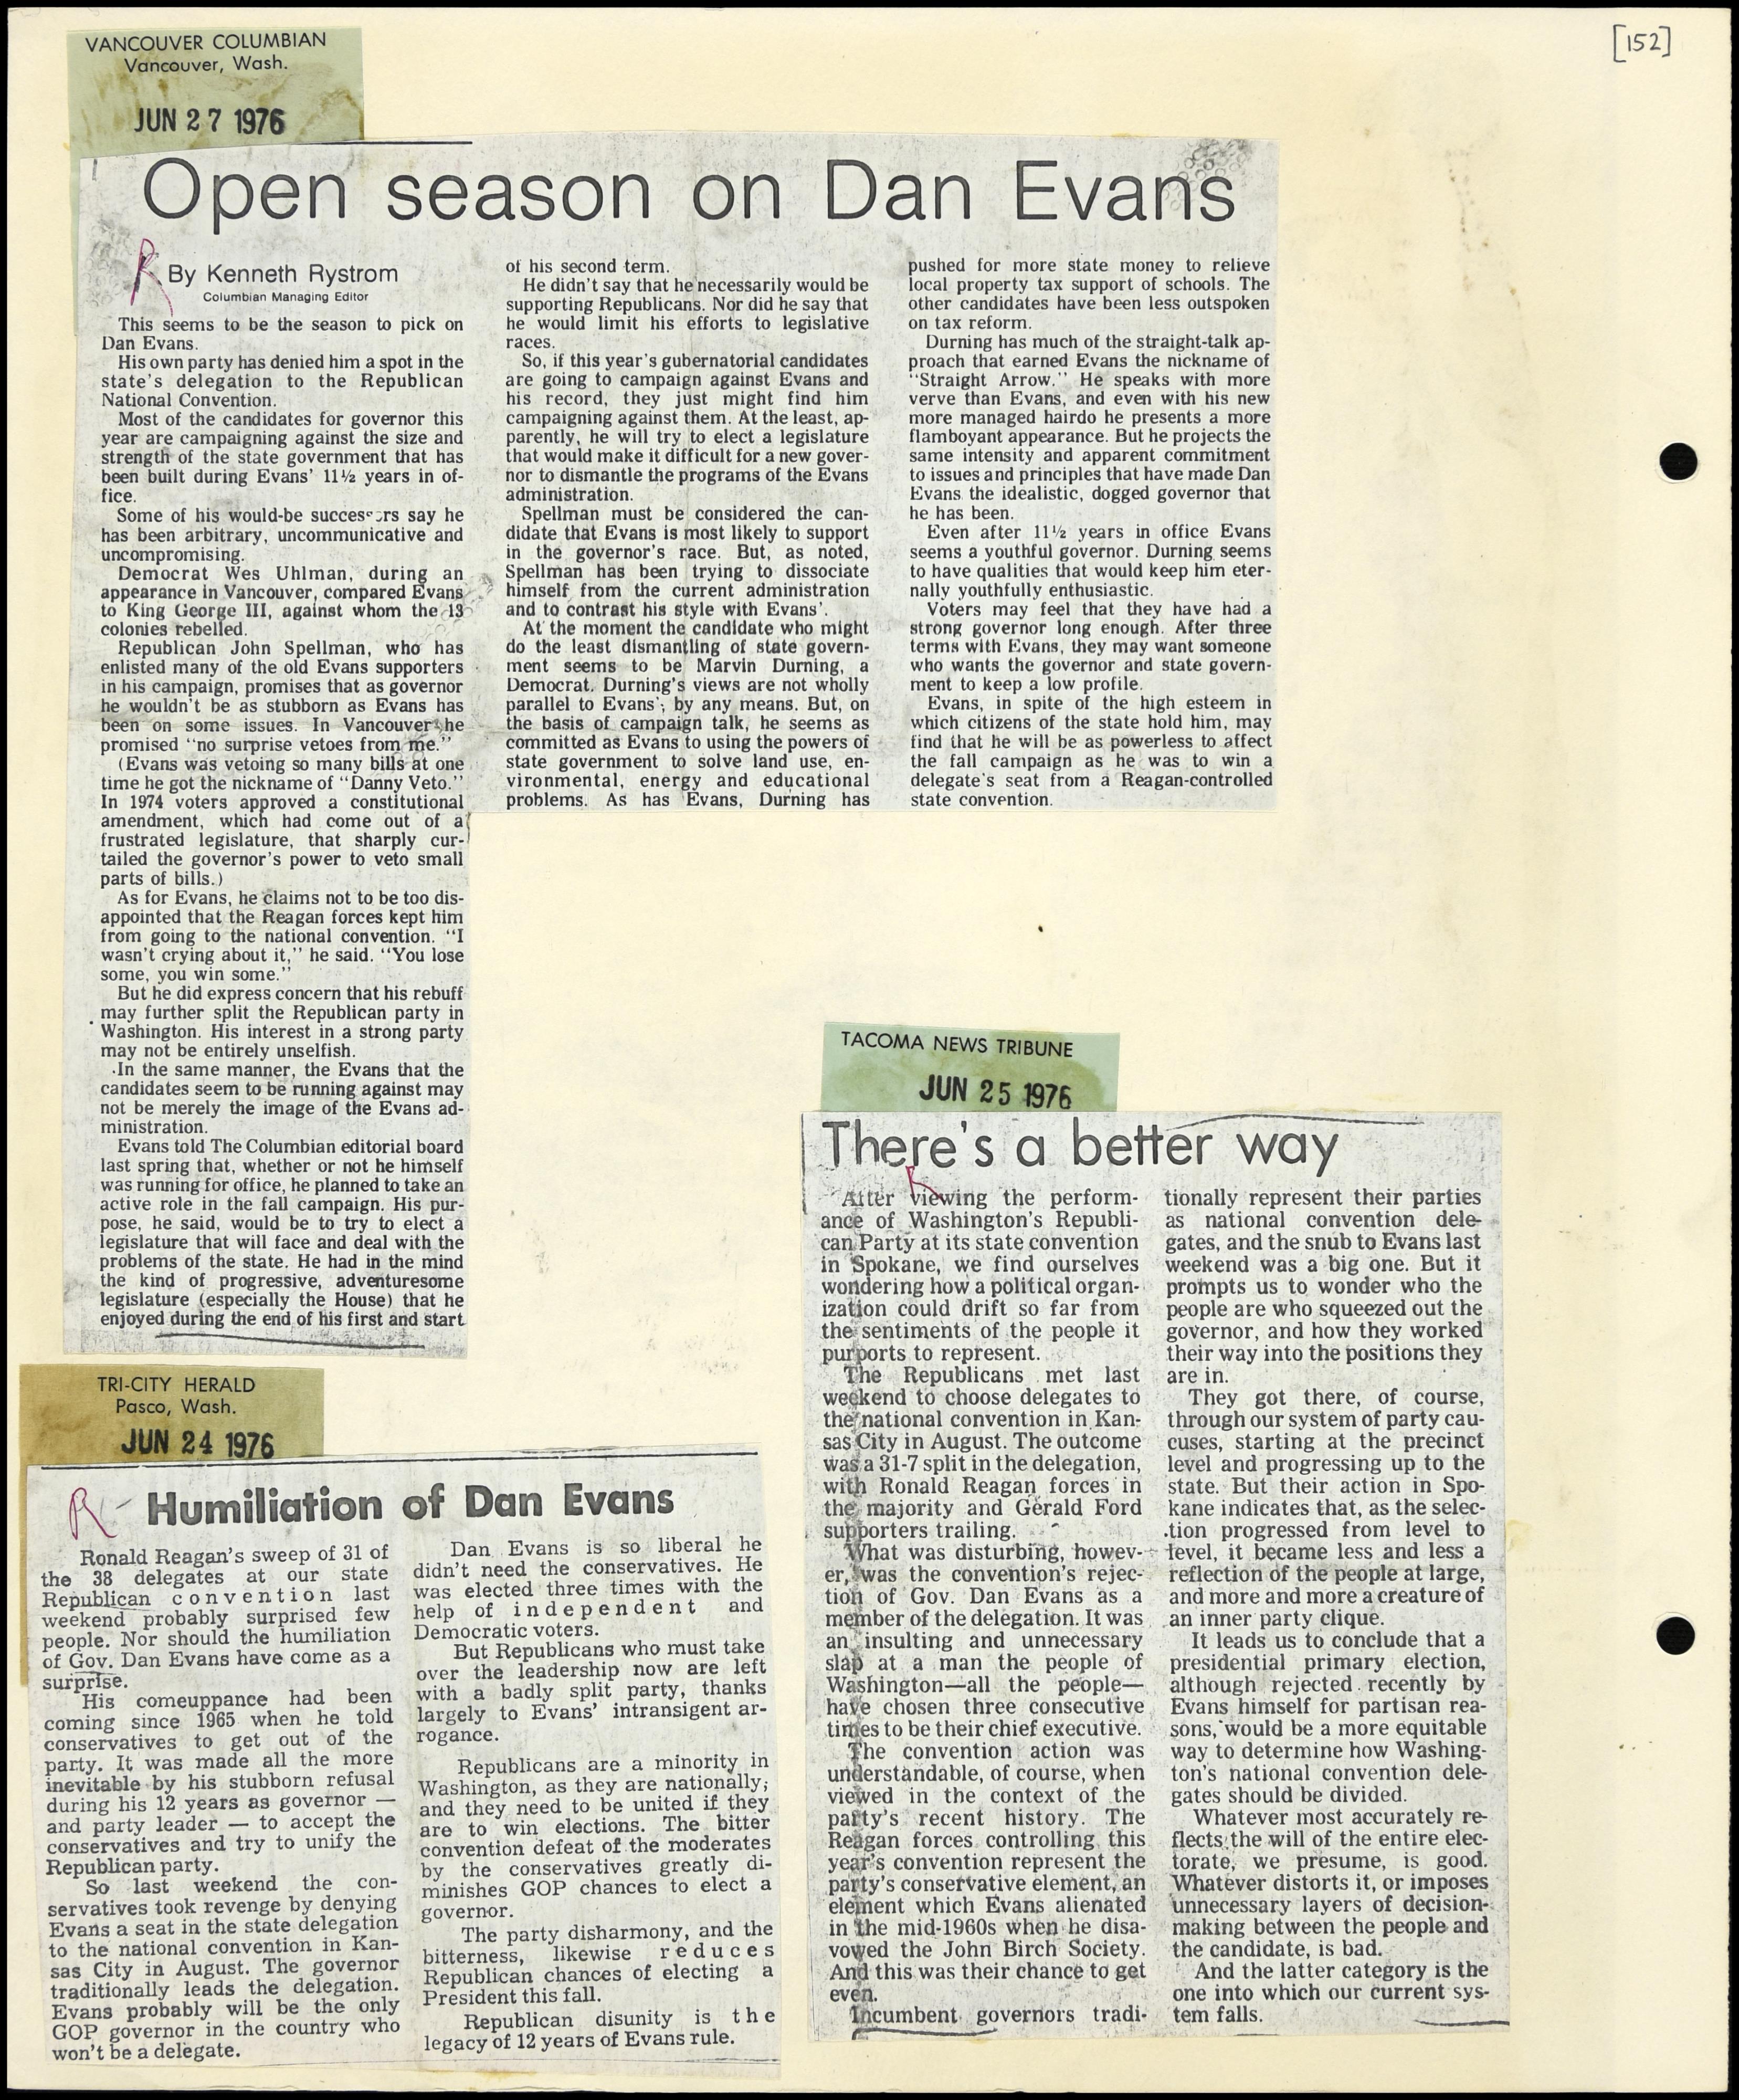 [152]
VANCOUVER COLUMBIAN
Vancouver, Wash.
JUN 27 1976
Open season on Dan Evans
R
By Kenneth Rystrom
Columbian Managing Editor
This seems to be the season to pick on
Dan Evans.
His own party has denied him a spot in the
state's delegation to the Republican
National Convention.
Most of the candidates for governor this
year are campaigning against the size and
strength of the state government that has
been built during Evans' 11½ years in of-
fice.
Some of his would-be successors say he
has been arbitrary, uncommunicative and
uncompromising.
Democrat Wes Uhlman, during an
appearance in Vancouver, compared Evans
to King George III, against whom the 13
colonies rebelled.
Republican John Spellman, who has
enlisted many of the old Evans supporters
in his campaign, promises that as governor
he wouldn't be as stubborn as Evans has
been on some issues. In Vancouver he
promised "no surprise vetoes from me."
(Evans was vetoing so many bills at one
time he got the nickname of "Danny Veto."
In 1974 voters approved a constitutional
amendment, which had come out of a
frustrated legislature, that sharply cur-
tailed the governor's power to veto small
parts of bills.)
As for Evans, he claims not to be too dis-
appointed that the Reagan forces kept him
from going to the national convention. "I
wasn't crying about it," he said. "You lose
some, you win some."
But he did express concern that his rebuff
may further split the Republican party in
Washington. His interest in a strong party
may not be entirely unselfish.
In the same manner, the Evans that the
candidates seem to be running against may
not be merely the image of the Evans ad-
ministration.
Evans told The Columbian editorial board
last spring that, whether or not he himself
was running for office, he planned to take an
active role in the fall campaign. His pur-
pose, he said, would be to try to elect a
legislature that will face and deal with the
problems of the state. He had in the mind
the kind of progressive, adventuresome
legislature (especially the House) that he
enjoyed during the end of his first and start
of his second term.
He didn't say that he necessarily would be
supporting Republicans. Nor did he say that
he would limit his efforts to legislative
races.
So, if this year's gubernatorial candidates
are going to campaign against Evans and
his record, they just might find him
campaigning against them. At the least, ap-
parently, he will try to elect a legislature
that would make it difficult for a new gover-
nor to dismantle the programs of the Evans
administration.
Spellman must be considered the can-
didate that Evans is most likely to support
in the governor's race. But, as noted,
Spellman has been trying to dissociate
himself from the current administration
and to contrast his style with Evans'.
At the moment the candidate who might
do the least dismantling of state govern-
ment seems to be Marvin Durning, a
Democrat. Durning's views are not wholly
parallel to Evans', by any means. But, on
the basis of campaign talk, he seems as
committed as Evans to using the powers of
state government to solve land use, en-
vironmental, energy and educational
problems. As has Evans, Durning has
pushed for more state money to relieve
local property tax support of schools. The
other candidates have been less outspoken
on tax reform.
Durning has much of the straight-talk ap-
proach that earned Evans the nickname of
"Straight Arrow." He speaks with more
verve than Evans, and even with his new
more managed hairdo he presents a more
flamboyant appearance. But he projects the
same intensity and apparent commitment
to issues and principles that have made Dan
Evans the idealistic, dogged governor that
he has been.
Even after 11½ years in office Evans
seems a youthful governor. Durning seems
to have qualities that would keep him eter-
nally youthfully enthusiastic.
Voters may feel that they have had a
strong governor long enough. After three
terms with Evans, they may want someone
who wants the governor and state govern-
ment to keep a low profile.
Evans, in spite of the high esteem in
which citizens of the state hold him, may
find that he will be as powerless to affect
the fall campaign as he was to win a
delegate's seat from a Reagan-controlled
state convention.
TRI-CITY HERALD
Pasco, Wash.
JUN 24 1976
R
Humiliation of Dan Evans
Ronald Reagan's sweep of 31 of
the 38 delegates at our state
Republican convention last
weekend probably surprised few
people. Nor should the humiliation
of Gov. Dan Evans have come as a
surprise.
His comeuppance had been
coming since 1965 when he told
conservatives to get out of the
party. It was made all the more
inevitable by his stubborn refusal
during his 12 years as governor —
and party leader — to accept the
conservatives and try to unify the
Republican party.
So last weekend the con-
servatives took revenge by denying
Evans a seat in the state delegation
to the national convention in Kan-
sas City in August. The governor
traditionally leads the delegation.
Evans probably will be the only
GOP governor in the country who
won't be a delegate.
Dan Evans is so liberal he
didn't need the conservatives. He
was elected three times with the
help of independent and
Democratic voters.
But Republicans who must take
over the leadership now are left
with a badly split party, thanks
largely to Evans' intransigent ar-
rogance.
Republicans are a minority in
Washington, as they are nationally,
and they need to be united if they
are to win elections. The bitter
convention defeat of the moderates
by the conservatives greatly di-
minishes GOP chances to elect a
governor.
The party disharmony, and the
bitterness, likewise reduces
Republican chances of electing a
President this fall.
Republican disunity is the
legacy of 12 years of Evans rule.
TACOMA NEWS TRIBUNE
JUN 25 1976
There's a better way
R
After viewing the perform-
ance of Washington's Republi-
can Party at its state convention
in Spokane, we find ourselves
wondering how a political organ-
ization could drift so far from
the sentiments of the people it
purports to represent.
The Republicans met last
weekend to choose delegates to
the national convention in Kan-
sas City in August. The outcome
was a 31-7 split in the delegation,
with Ronald Reagan forces in
the majority and Gerald Ford
supporters trailing.
What was disturbing, howev-
er, was the convention's rejec-
tion of Gov. Dan Evans as a
member of the delegation. It was
an insulting and unnecessary
slap at a man the people of
Washington—all the people—
have chosen three consecutive
times to be their chief executive.
The convention action was
understandable, of course, when
viewed in the context of the
party's recent history. The
Reagan forces controlling this
year's convention represent the
party's conservative element, an
element which Evans alienated
in the mid-1960s when he disa-
vowed the John Birch Society.
And this was their chance to get
even.
Incumbent governors tradi-
tionally represent their parties
as national convention dele-
gates, and the snub to Evans last
weekend was a big one. But it
prompts us to wonder who the
people are who squeezed out the
governor, and how they worked
their way into the positions they
are in.
They got there, of course,
through our system of party cau-
cuses, starting at the precinct
level and progressing up to the
state. But their action in Spo-
kane indicates that, as the selec-
tion progressed from level to
level, it became less and less a
reflection of the people at large,
and more and more a creature of
an inner party clique.
It leads us to conclude that a
presidential primary election,
although rejected recently by
Evans himself for partisan rea-
sons, would be a more equitable
way to determine how Washing-
ton's national convention dele-
gates should be divided.
Whatever most accurately re-
flects the will of the entire elec-
torate, we presume, is good.
Whatever distorts it, or imposes
unnecessary layers of decision-
making between the people and
the candidate, is bad.
And the latter category is the
one into which our current sys-
tem falls.